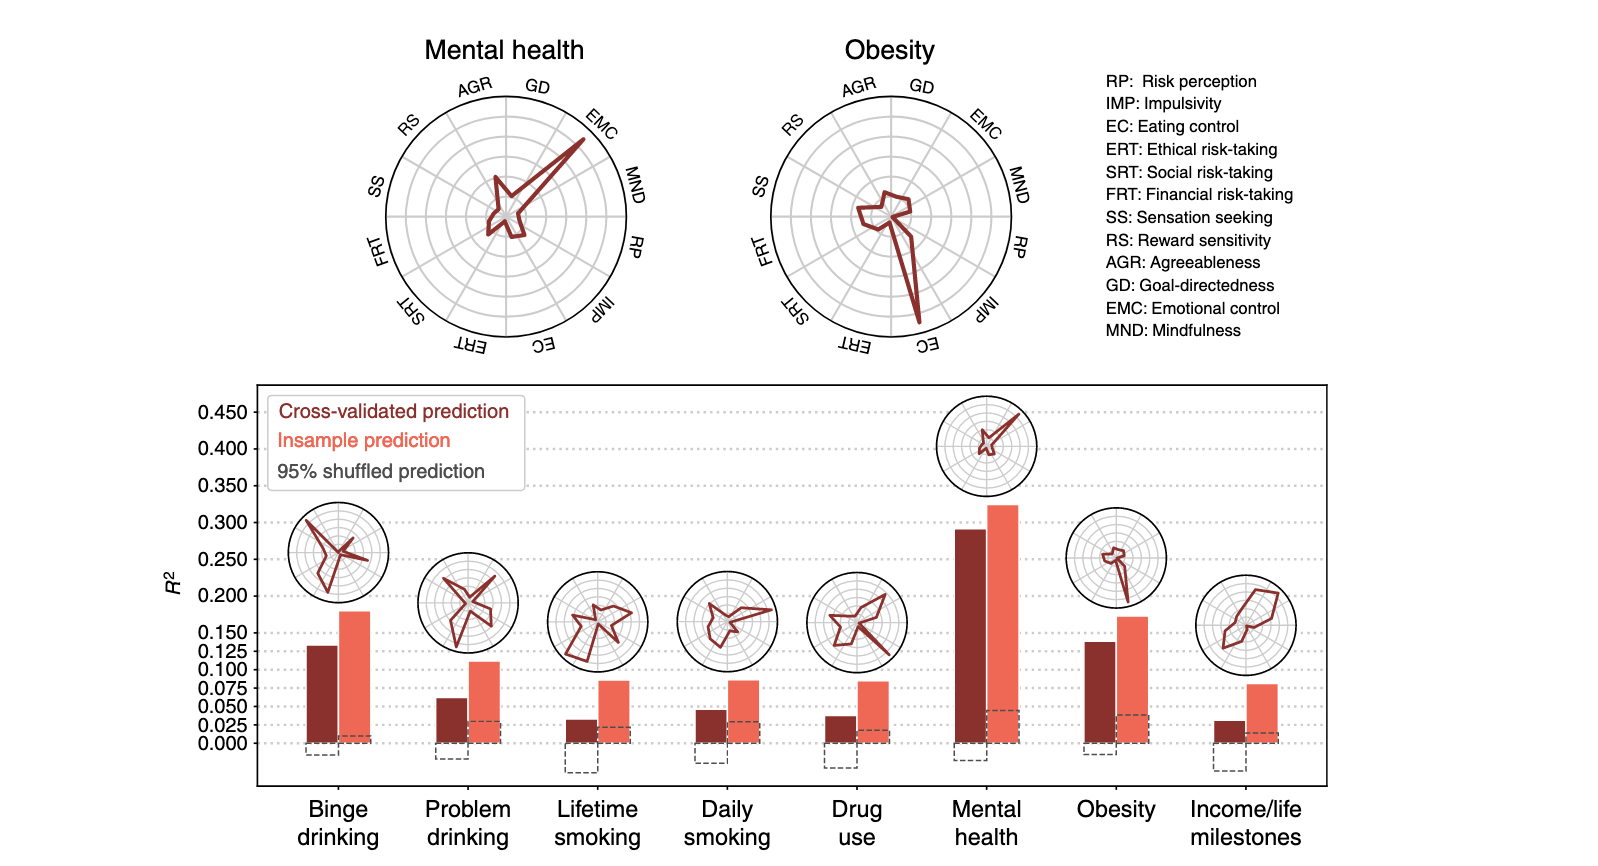 Mental health
Obesity
AGR GD EMC MND RP IMP EC ERT SRT FRT SS RS
AGR GD EMC MND RP IMP EC ERT SRT FRT SS RS
RP: Risk perception
IMP: Impulsivity
EC: Eating control
ERT: Ethical risk-taking
SRT: Social risk-taking
FRT: Financial risk-taking
SS: Sensation seeking
RS: Reward sensitivity
AGR: Agreeableness
GD: Goal-directedness
EMC: Emotional control
MND: Mindfulness
R²
0.450
0.400
0.350
0.300
0.250
0.200
0.150
0.125
0.100
0.075
0.050
0.025
0.000
Cross-validated prediction
Insample prediction
95% shuffled prediction
Binge
drinking
Problem
drinking
Lifetime
smoking
Daily
smoking
Drug
use
Mental
health
Obesity
Income/life
milestones